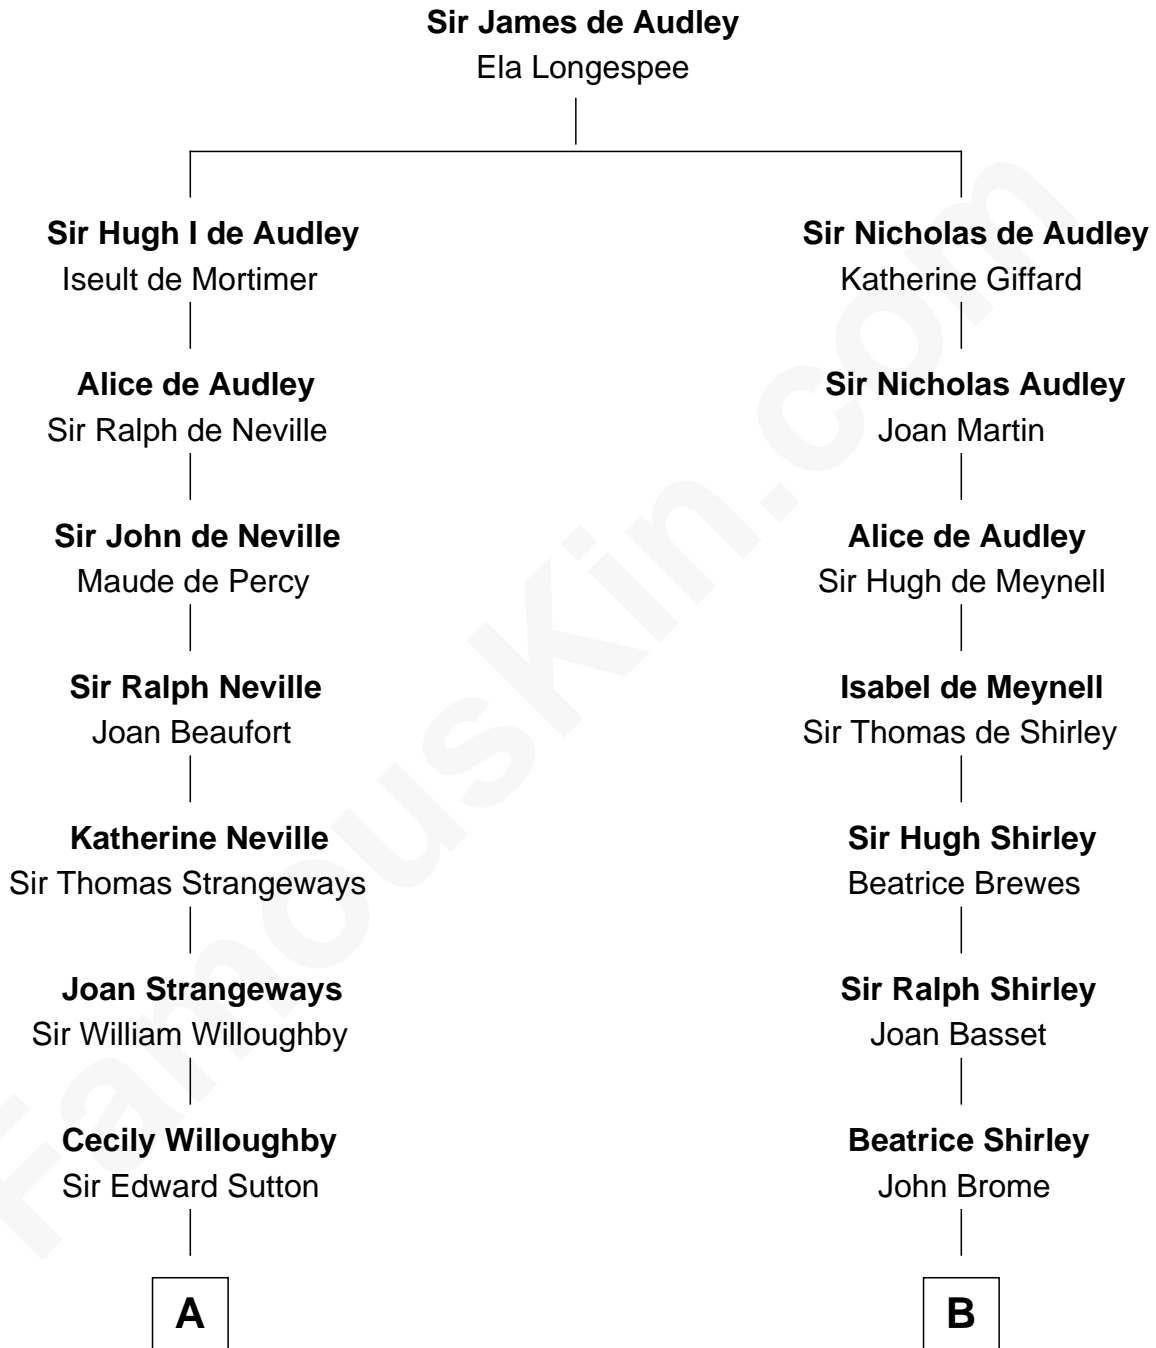 Sir James de Audley
Ela Longespee
Sir Hugh I de Audley
Iseult de Mortimer
Sir Nicholas de Audley
Katherine Giffard
Alice de Audley
Sir Ralph de Neville
Sir Nicholas Audley
Joan Martin
Sir John de Neville
Maude de Percy
Alice de Audley
Sir Hugh de Meynell
Sir Ralph Neville
Joan Beaufort
Isabel de Meynell
Sir Thomas de Shirley
Katherine Neville
Sir Thomas Strangeways
Sir Hugh Shirley
Beatrice Brewes
Joan Strangeways
Sir William Willoughby
Sir Ralph Shirley
Joan Basset
Cecily Willoughby
Sir Edward Sutton
Beatrice Shirley
John Brome
A
B
FamousKin.com